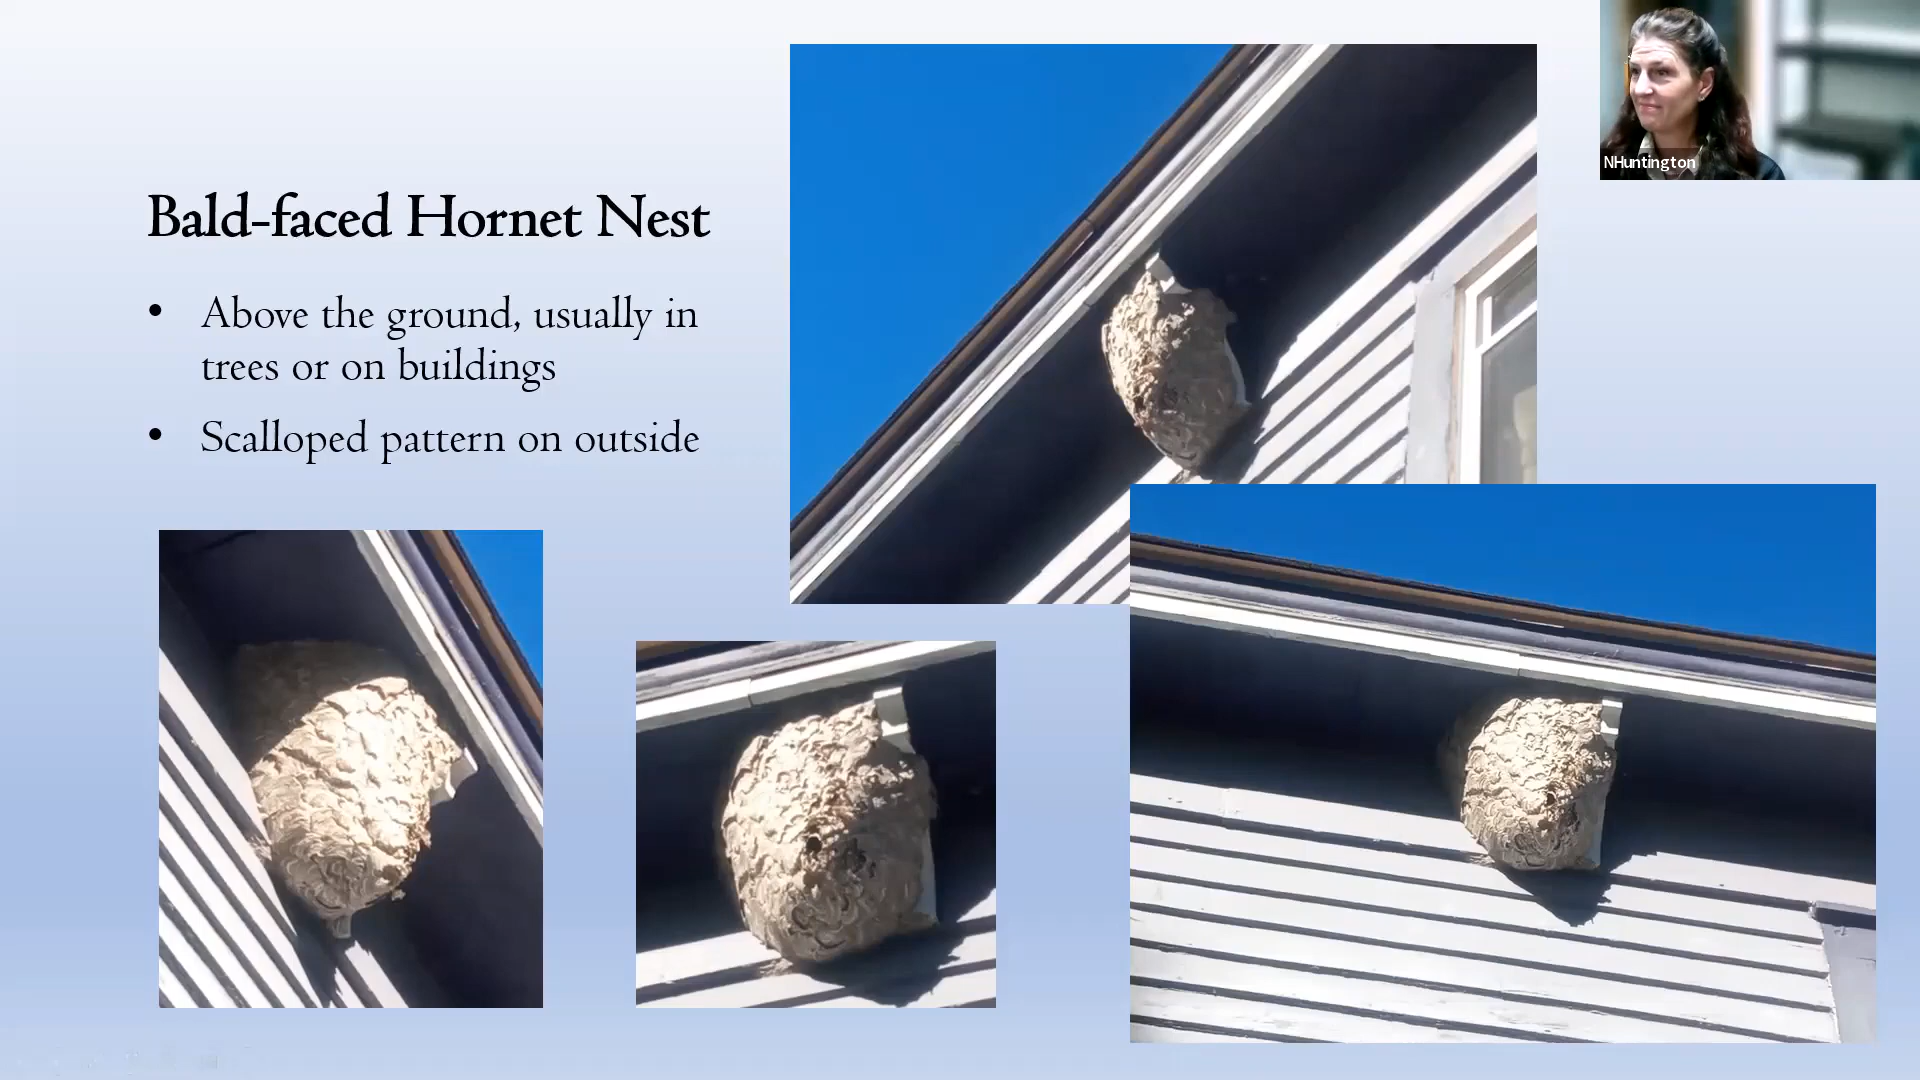 Bald-faced Hornet Nest
• Above the ground, usually in
trees or on buildings
• Scalloped pattern on outside
NHuntington